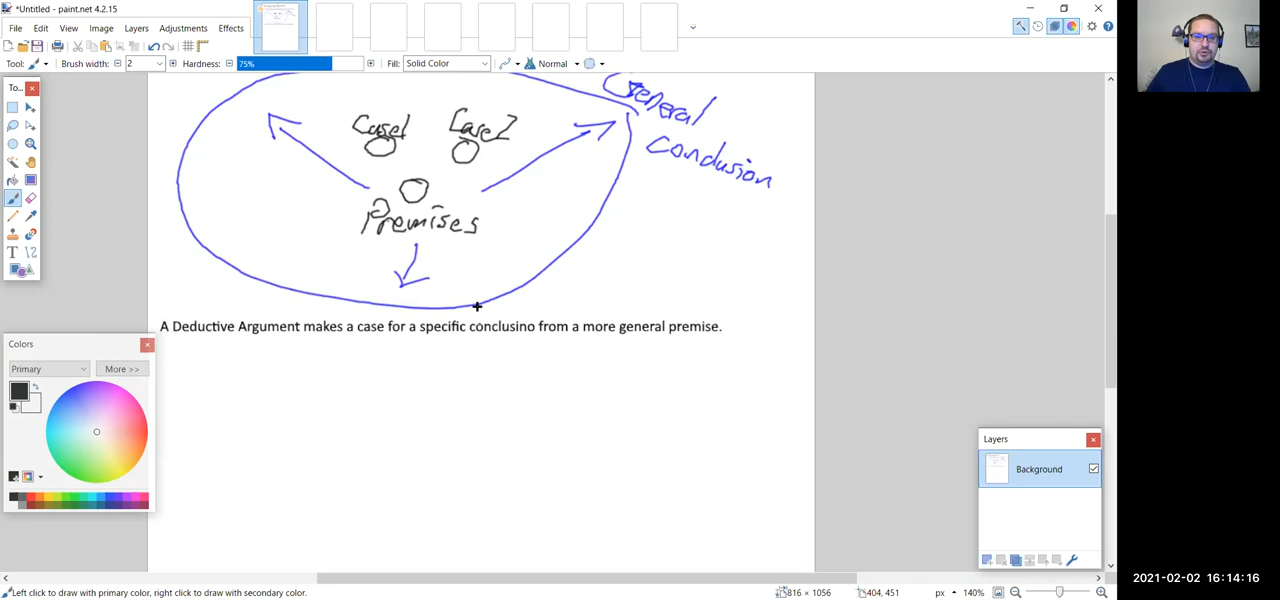 *Untitled - paint.net 4.2.15
File Edit View Image Layers Adjustments Effects
Tool: Brush width: 2 Hardness: 75% Fill: Solid Color Normal
To...
General
Conclusion
Case1 Case2
Premises
A Deductive Argument makes a case for a specific conclusino from a more general premise.
Colors
Primary More >>
Layers
Background
2021-02-02 16:14:16
Left click to draw with primary color, right click to draw with secondary color. 816 × 1056 404, 451 px 140%